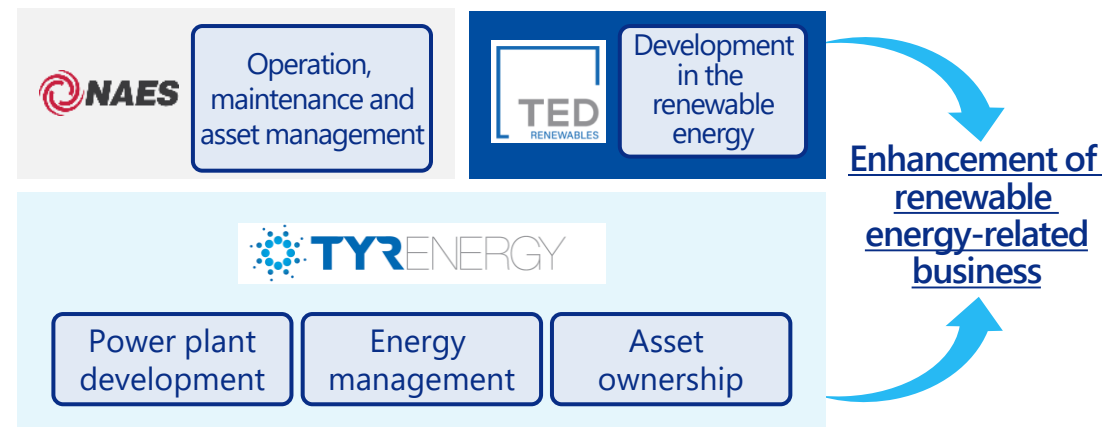 NAES
Operation,
maintenance and
asset management
TED
RENEWABLES
Development
in the
renewable
energy
Enhancement of
renewable
energy-related
business
TYRENERGY
Power plant
development
Energy
management
Asset
ownership